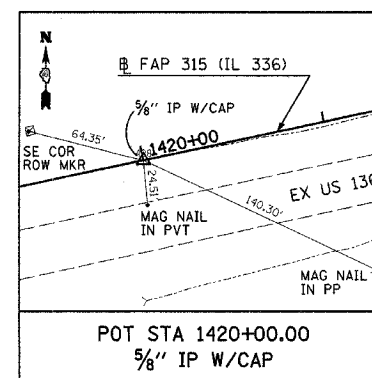 N
℄ FAP 315 (IL 336)
5/8" IP W/CAP
64.35'
1420+00
SE COR
ROW MKR
24.51'
EX US 136
MAG NAIL
IN PVT
140.30'
MAG NAIL
IN PP
POT STA 1420+00.00
5/8" IP W/CAP